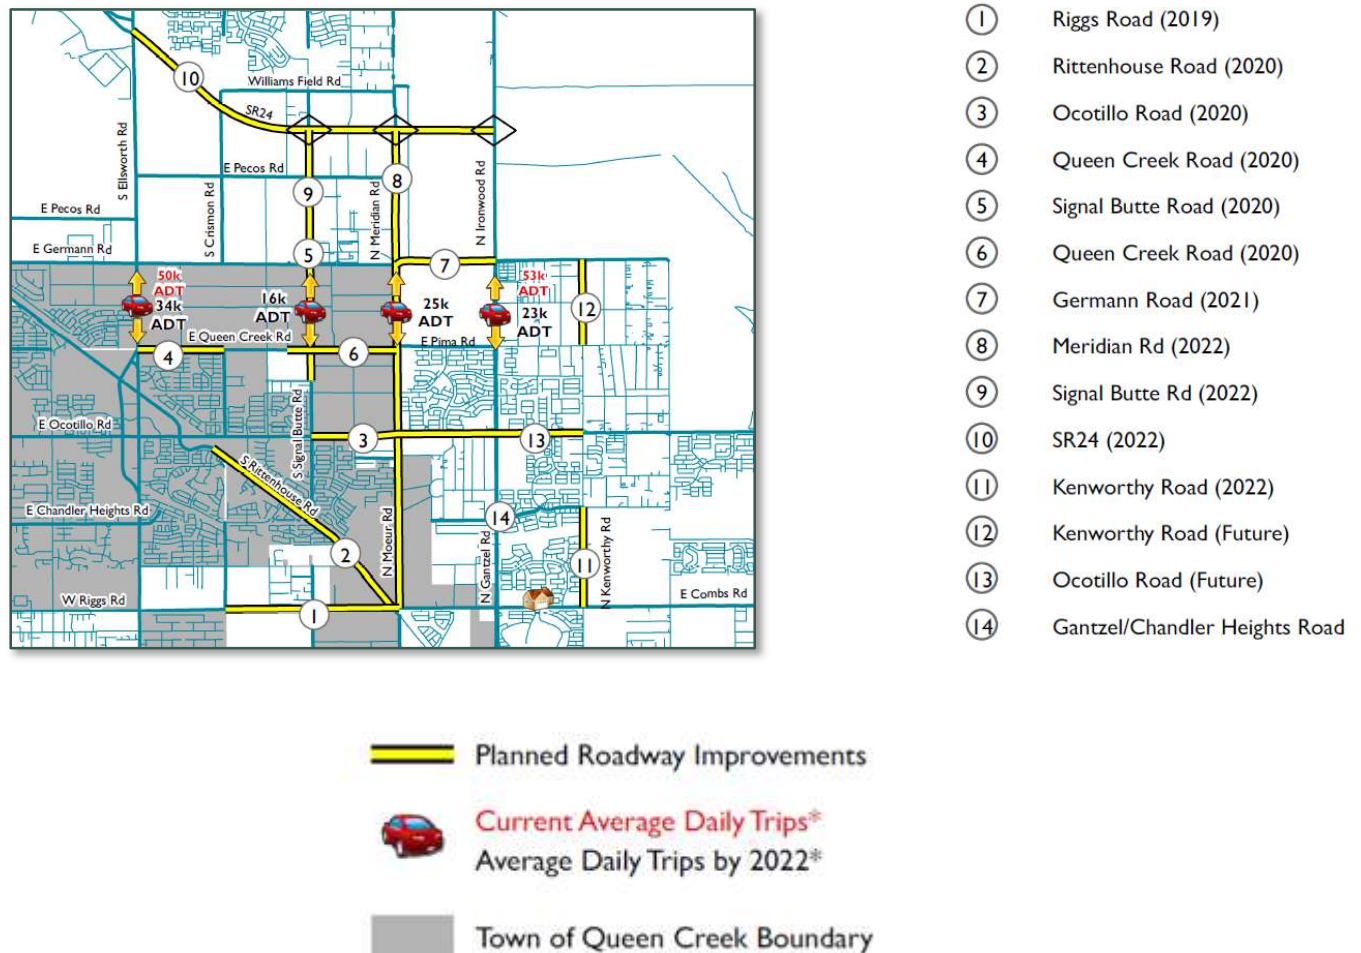 10
Williams Field Rd
SR24
S Ellsworth Rd
E Pecos Rd
9
8
N Meridian Rd
N Ironwood Rd
S Crismon Rd
E Pecos Rd
E Germann Rd
5
7
50k
ADT
34k
ADT
16k
ADT
25k
ADT
53k
ADT
23k
ADT
12
E Queen Creek Rd
E Pima Rd
4
6
S Signal Butte Rd
E Ocotillo Rd
3
13
S Rittenhouse Rd
E Chandler Heights Rd
14
N Moeur Rd
2
N Gantzel Rd
11
N Kenworthy Rd
W Riggs Rd
1
E Combs Rd
1 Riggs Road (2019)
2 Rittenhouse Road (2020)
3 Ocotillo Road (2020)
4 Queen Creek Road (2020)
5 Signal Butte Road (2020)
6 Queen Creek Road (2020)
7 Germann Road (2021)
8 Meridian Rd (2022)
9 Signal Butte Rd (2022)
10 SR24 (2022)
11 Kenworthy Road (2022)
12 Kenworthy Road (Future)
13 Ocotillo Road (Future)
14 Gantzel/Chandler Heights Road
Planned Roadway Improvements
Current Average Daily Trips*
Average Daily Trips by 2022*
Town of Queen Creek Boundary